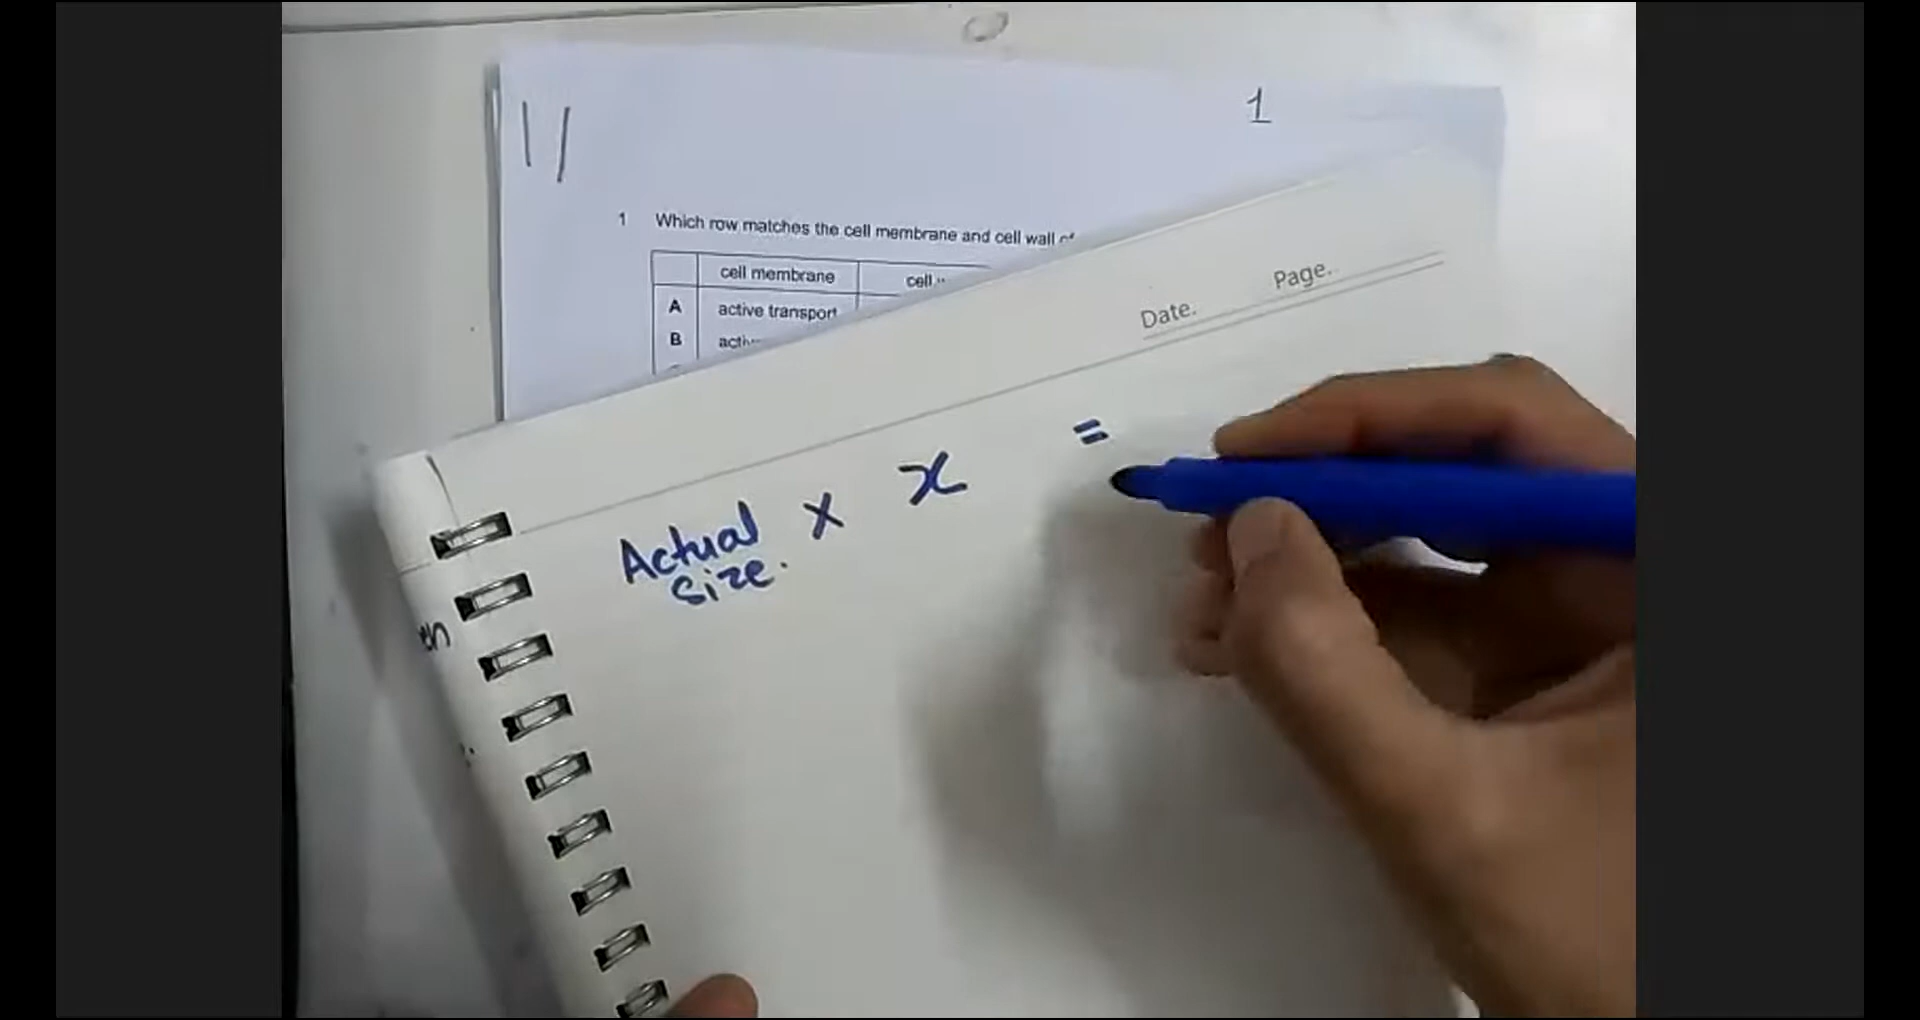 11
1
1 Which row matches the cell membrane and cell wall
cell membrane cell
A active transport
B
Date. Page.
Actual × x =
size.